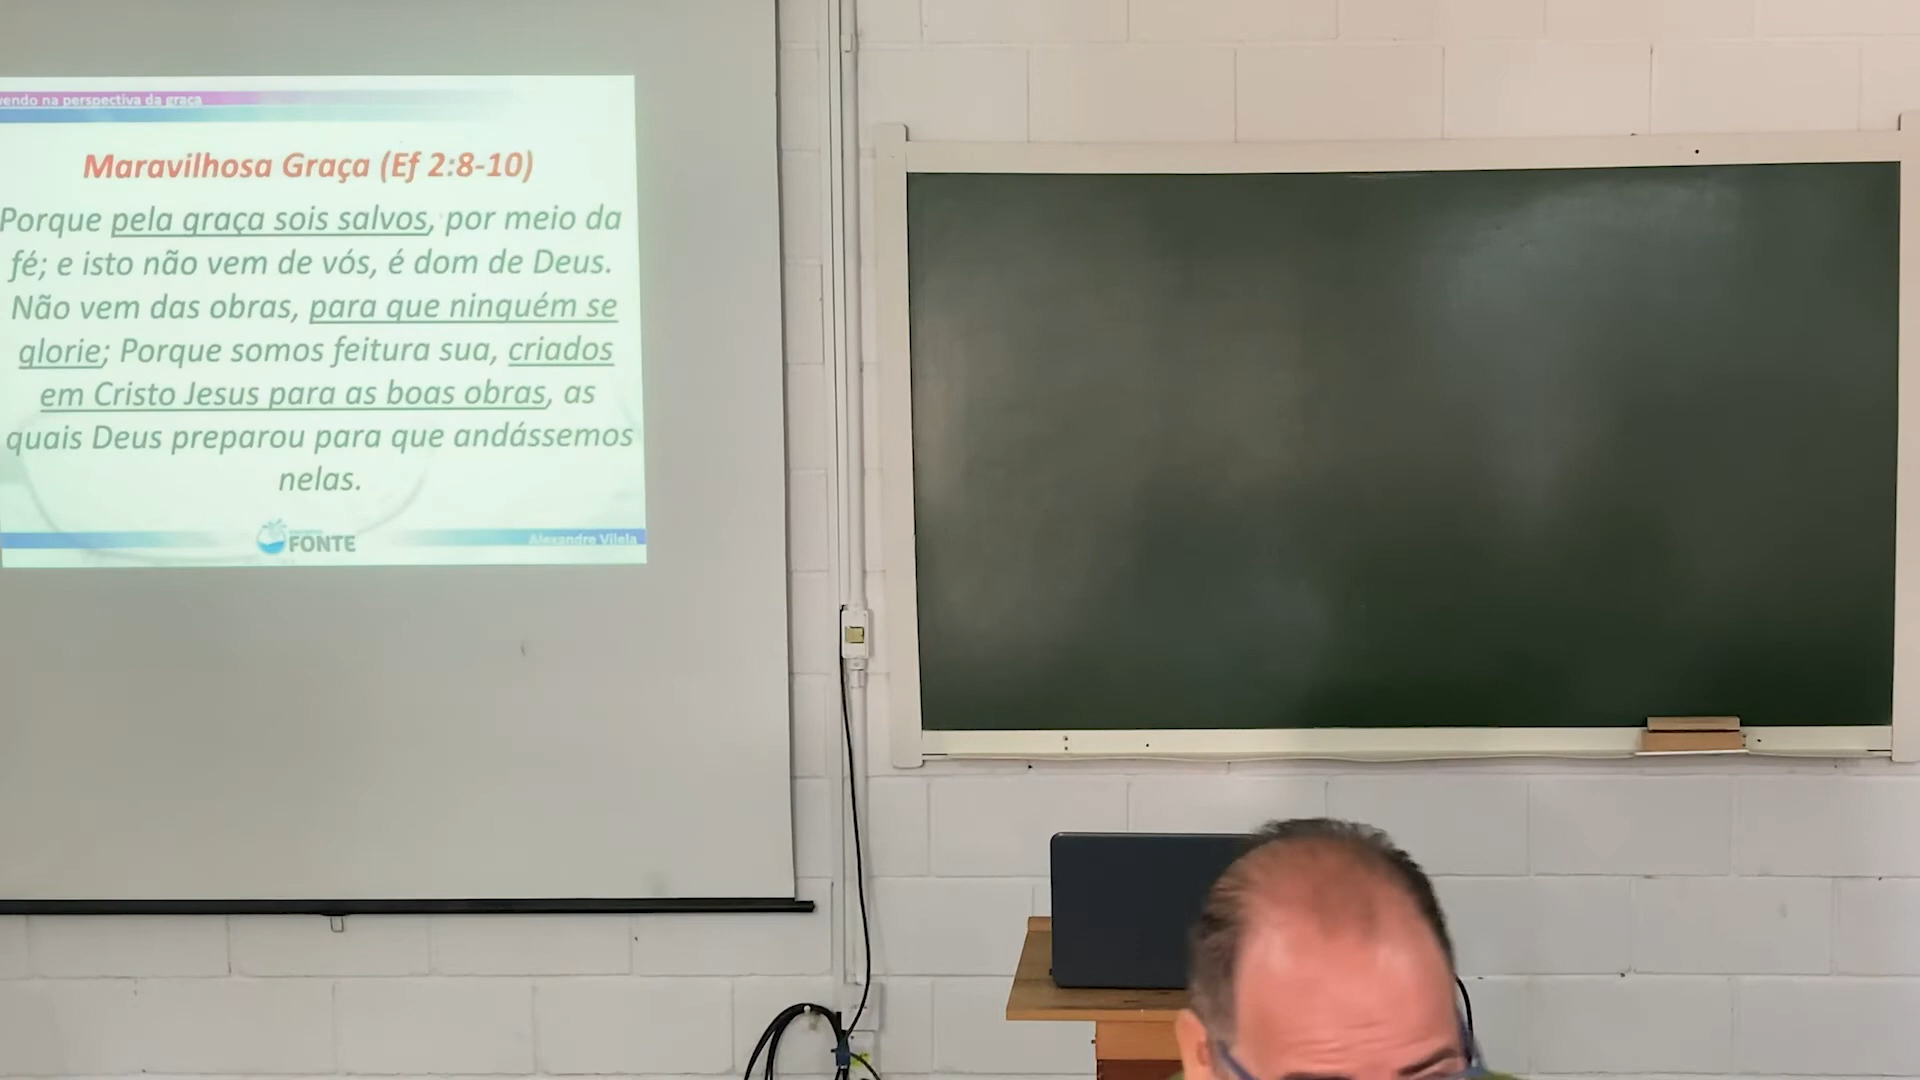 vendo na perspectiva da graça
Maravilhosa Graça (Ef 2:8-10)
Porque pela graça sois salvos, por meio da
fé; e isto não vem de vós, é dom de Deus.
Não vem das obras, para que ninguém se
glorie; Porque somos feitura sua, criados
em Cristo Jesus para as boas obras, as
quais Deus preparou para que andássemos
nelas.
FONTE
Alexandre Vilela